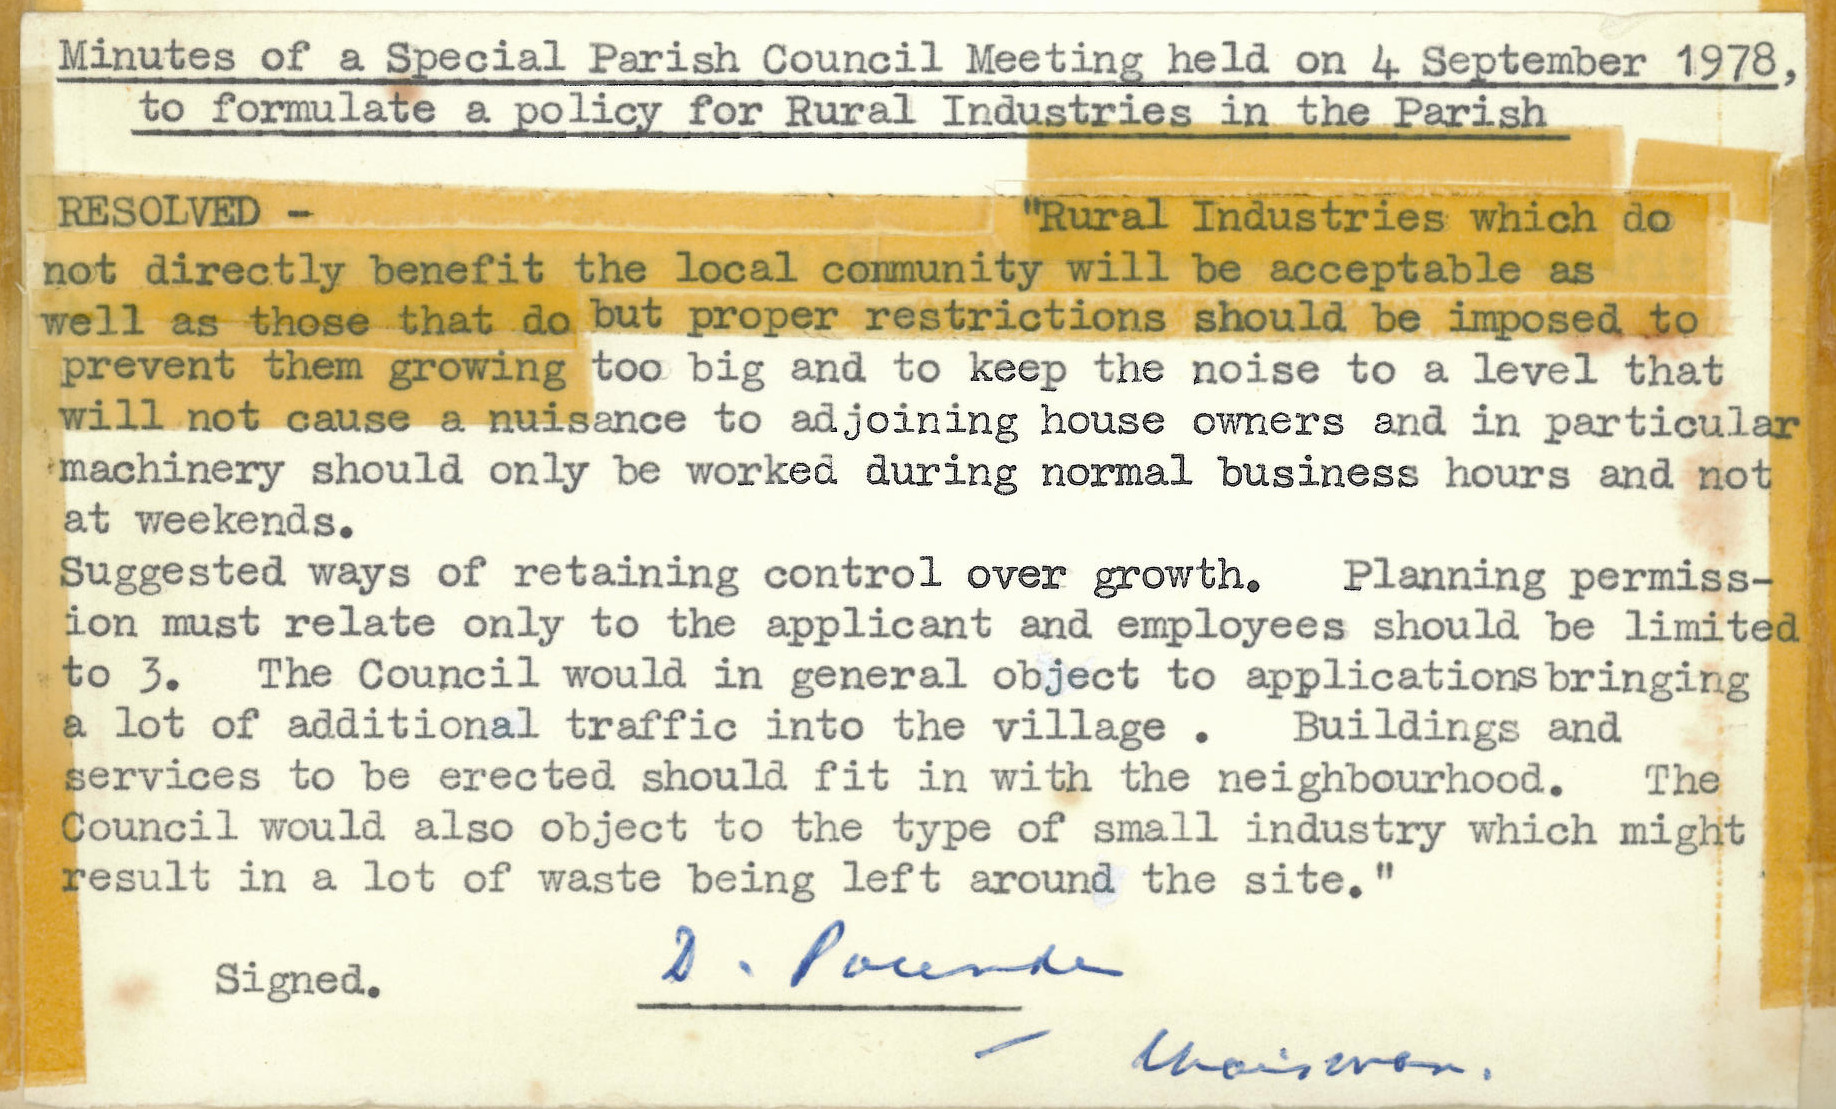 Minutes of a Special Parish Council Meeting held on 4 September 1978,
to formulate a policy for Rural Industries in the Parish
RESOLVED - "Rural Industries which do
not directly benefit the local community will be acceptable as
well as those that do but proper restrictions should be imposed to
prevent them growing too big and to keep the noise to a level that
will not cause a nuisance to adjoining house owners and in particular
machinery should only be worked during normal business hours and not
at weekends.
Suggested ways of retaining control over growth. Planning permiss-
ion must relate only to the applicant and employees should be limited
to 3. The Council would in general object to applications bringing
a lot of additional traffic into the village .  Buildings and
services to be erected should fit in with the neighbourhood. The
Council would also object to the type of small industry which might
result in a lot of waste being left around the site."
Signed. D.
- Chairman.